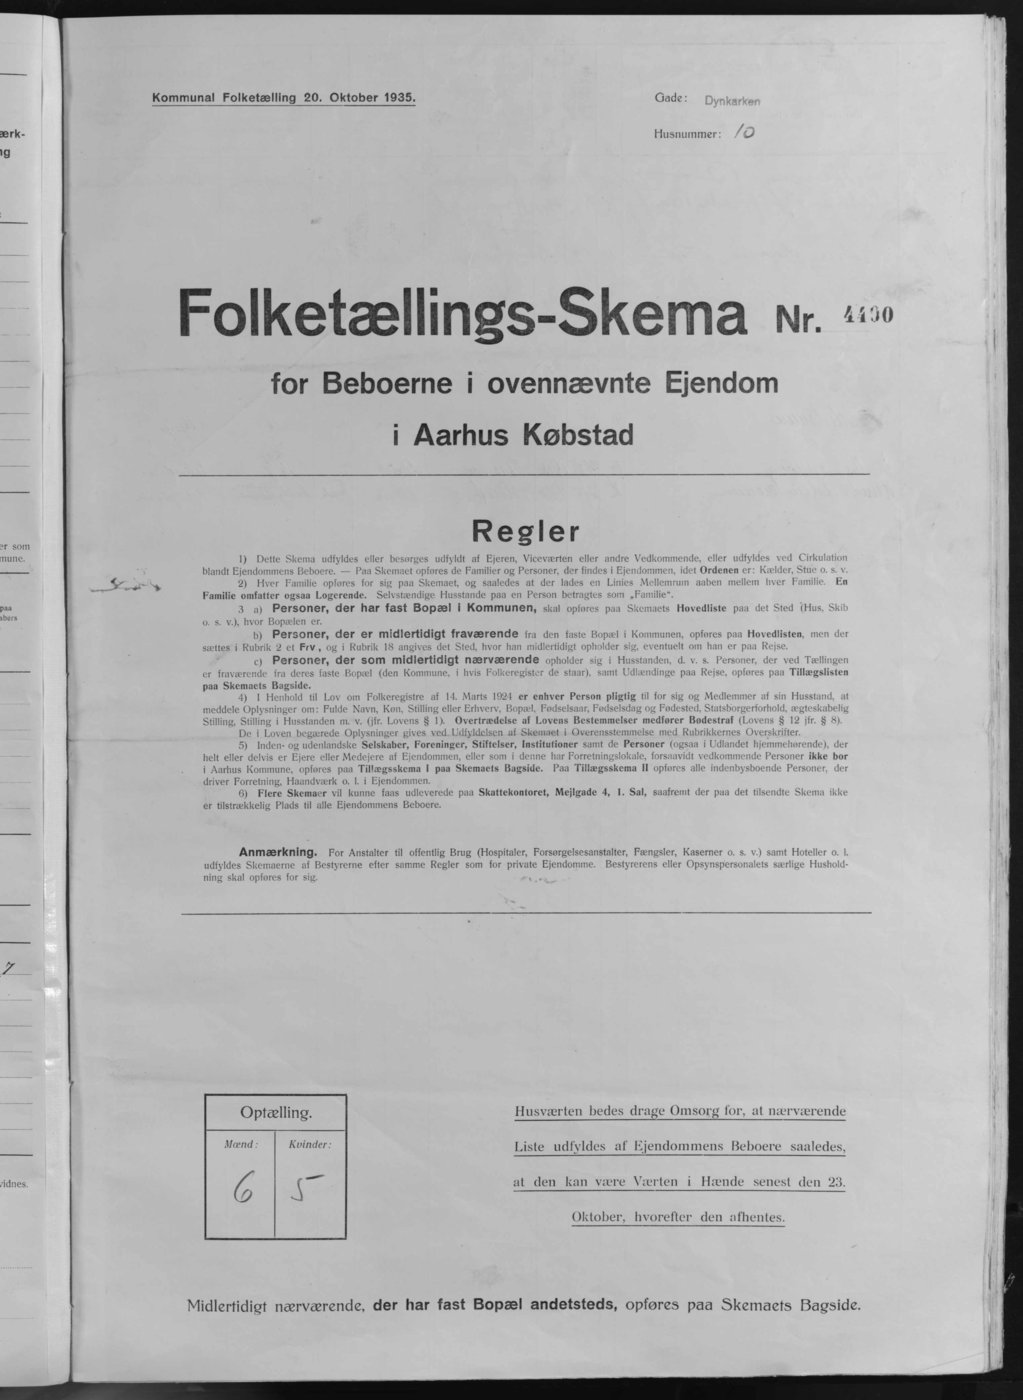 Kommunal Folketælling 20. Oktober 1935.
Gade: Dynkarken
Husnummer: 10
ærk-
ng
Folketællings-Skema Nr. 4490
for Beboerne i ovennævnte Ejendom
i Aarhus Købstad
er som
mune.
paa
abers
Regler
1) Dette Skema udfyldes eller besørges udfyldt af Ejeren, Viceværten eller andre Vedkommende, eller udfyldes ved Cirkulation
blandt Ejendommens Beboere. — Paa Skemaet opføres de Familier og Personer, der findes i Ejendommen, idet Ordenen er: Kælder, Stue o. s. v.
2) Hver Familie opføres for sig paa Skemaet, og saaledes at der lades en Linies Mellemrum aaben mellem hver Familie. En
Familie omfatter ogsaa Logerende. Selvstændige Husstande paa en Person betragtes som „Familie".
3 a) Personer, der har fast Bopæl i Kommunen, skal opføres paa Skemaets Hovedliste paa det Sted (Hus, Skib
o. s. v.), hvor Bopælen er.
b) Personer, der er midlertidigt fraværende fra den faste Bopæl i Kommunen, opføres paa Hovedlisten, men der
sættes i Rubrik 2 et Frv, og i Rubrik 18 angives det Sted, hvor han midlertidigt opholder sig, eventuelt om han er paa Rejse.
c) Personer, der som midlertidigt nærværende opholder sig i Husstanden, d. v. s. Personer, der ved Tællingen
er fraværende fra deres faste Bopæl (den Kommune, i hvis Folkeregister de staar), samt Udlændinge paa Rejse, opføres paa Tillægslisten
paa Skemaets Bagside.
4) I Henhold til Lov om Folkeregistre af 14. Marts 1924 er enhver Person pligtig til for sig og Medlemmer af sin Husstand, at
meddele Oplysninger om: Fulde Navn, Køn, Stilling eller Erhverv, Bopæl, Fødselsaar, Fødselsdag og Fødested, Statsborgerforhold, ægteskabelig
Stilling, Stilling i Husstanden m. v. (jfr. Lovens § 1). Overtrædelse af Lovens Bestemmelser medfører Bødestraf (Lovens § 12 jfr. § 8).
De i Loven begærede Oplysninger gives ved Udfyldelsen af Skemaet i Overensstemmelse med Rubrikkernes Overskrifter.
5) Inden- og udenlandske Selskaber, Foreninger, Stiftelser, Institutioner samt de Personer (ogsaa i Udlandet hjemmehørende), der
helt eller delvis er Ejere eller Medejere af Ejendommen, eller som i denne har Forretningslokale, forsaavidt vedkommende Personer ikke bor
i Aarhus Kommune, opføres paa Tillægsskema I paa Skemaets Bagside. Paa Tillægsskema II opføres alle indenbysboende Personer, der
driver Forretning, Haandværk o. l. i Ejendommen.
6) Flere Skemaer vil kunne faas udleverede paa Skattekontoret, Mejlgade 4, 1. Sal, saafremt der paa det tilsendte Skema ikke
er tilstrækkelig Plads til alle Ejendommens Beboere.
Anmærkning. For Anstalter til offentlig Brug (Hospitaler, Forsørgelsesanstalter, Fængsler, Kaserner o. s. v.) samt Hoteller o. l.
udfyldes Skemaerne af Bestyrerne efter samme Regler som for private Ejendomme. Bestyrerens eller Opsynspersonalets særlige Hushold-
ning skal opføres for sig.
7
vidnes.
Optælling.
Mænd: Kvinder:
6 5
Husværten bedes drage Omsorg for, at nærværende
Liste udfyldes af Ejendommens Beboere saaledes,
at den kan være Værten i Hænde senest den 23.
Oktober, hvorefter den afhentes.
Midlertidigt nærværende, der har fast Bopæl andetsteds, opføres paa Skemaets Bagside.